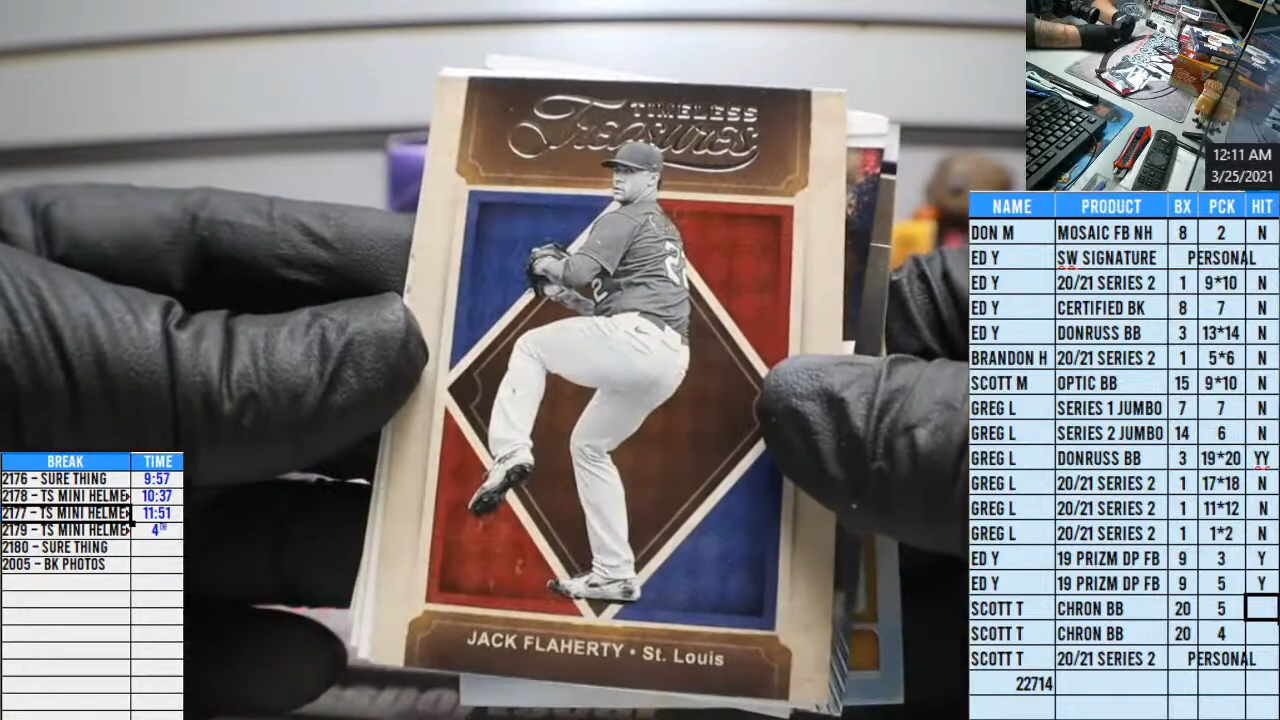 TIMELESS
Treasures
2
2
JACK FLAHERTY • St. Louis
12:11 AM
3/25/2021
NAME PRODUCT BX PCK HIT
DON M MOSAIC FB NH 8 2 N
ED Y SW SIGNATURE PERSONAL
ED Y 20/21 SERIES 2 1 9*10 N
ED Y CERTIFIED BK 8 7 N
ED Y DONRUSS BB 3 13*14 N
BRANDON H 20/21 SERIES 2 1 5*6 N
SCOTT M OPTIC BB 15 9*10 N
GREG L SERIES 1 JUMBO 7 7 N
GREG L SERIES 2 JUMBO 14 6 N
GREG L DONRUSS BB 3 19*20 YY
GREG L 20/21 SERIES 2 1 17*18 N
GREG L 20/21 SERIES 2 1 11*12 N
GREG L 20/21 SERIES 2 1 1*2 N
ED Y 19 PRIZM DP FB 9 3 Y
ED Y 19 PRIZM DP FB 9 5 Y
SCOTT T CHRON BB 20 5
SCOTT T CHRON BB 20 4
SCOTT T 20/21 SERIES 2 PERSONAL
22714
BREAK TIME
2176 – SURE THING 9:57
2178 – TS MINI HELME 10:37
2177 – TS MINI HELME 11:51
2179 – TS MINI HELME 4TH
2180 – SURE THING
2005 – BK PHOTOS